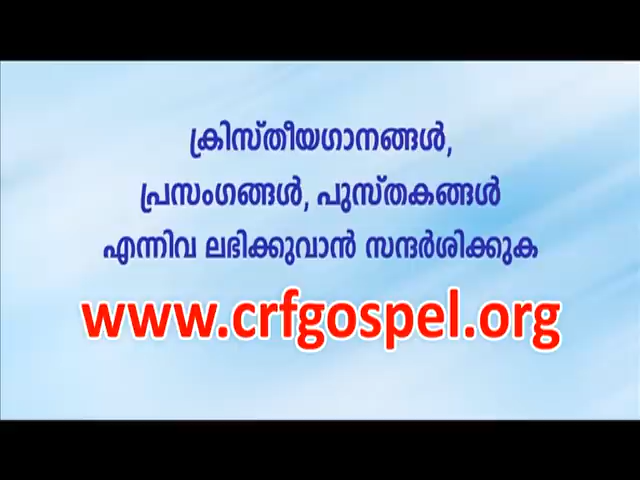 ക്രിസ്തീയഗാനങ്ങൾ,
പ്രസംഗങ്ങൾ, പുസ്തകങ്ങൾ
എന്നിവ ലഭിക്കുവാൻ സന്ദർശിക്കുക
www.crfgospel.org